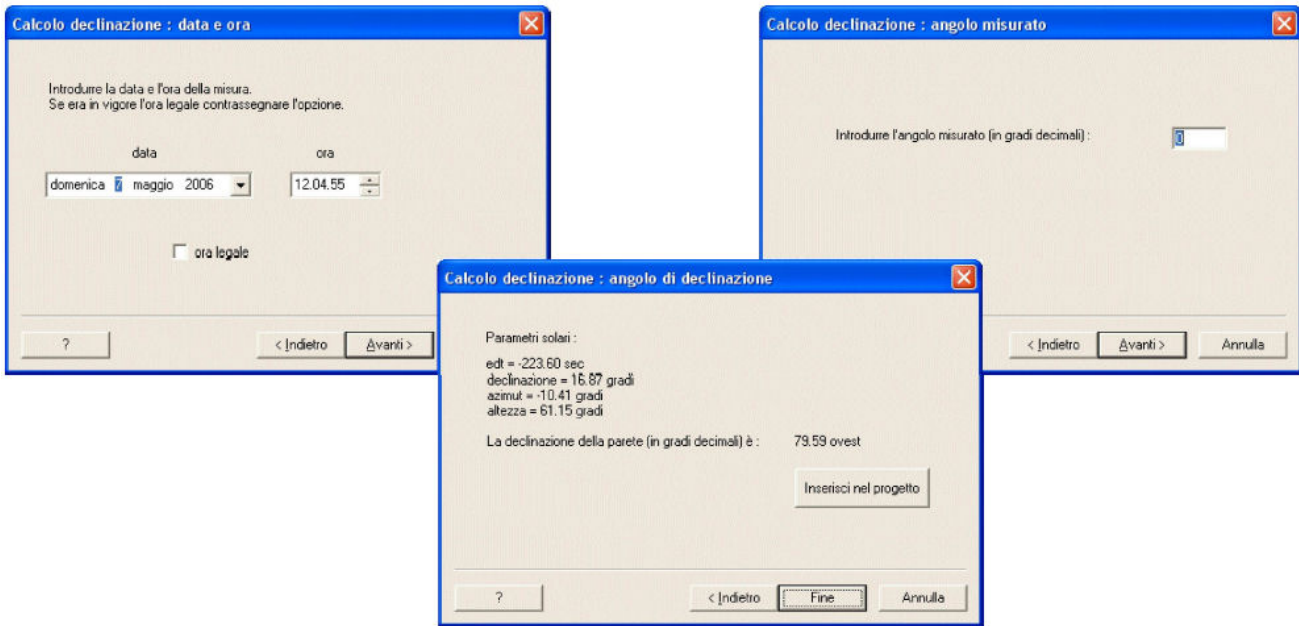 Calcolo declinazione : data e ora
Introdurre la data e l'ora della misura.
Se era in vigore l'ora legale contrassegnare l'opzione.
data
ora
domenica 7 maggio 2006
12.04.55
ora legale
?
< Indietro
Avanti >
Calcolo declinazione : angolo misurato
Introdurre l'angolo misurato (in gradi decimali) :
0
< Indietro
Avanti >
Annulla
Calcolo declinazione : angolo di declinazione
Parametri solari :
edt = -223.60 sec
declinazione = 16.87 gradi
azimut = -10.41 gradi
altezza = 61.15 gradi
La declinazione della parete (in gradi decimali) è : 79.59 ovest
Inserisci nel progetto
?
< Indietro
Fine
Annulla